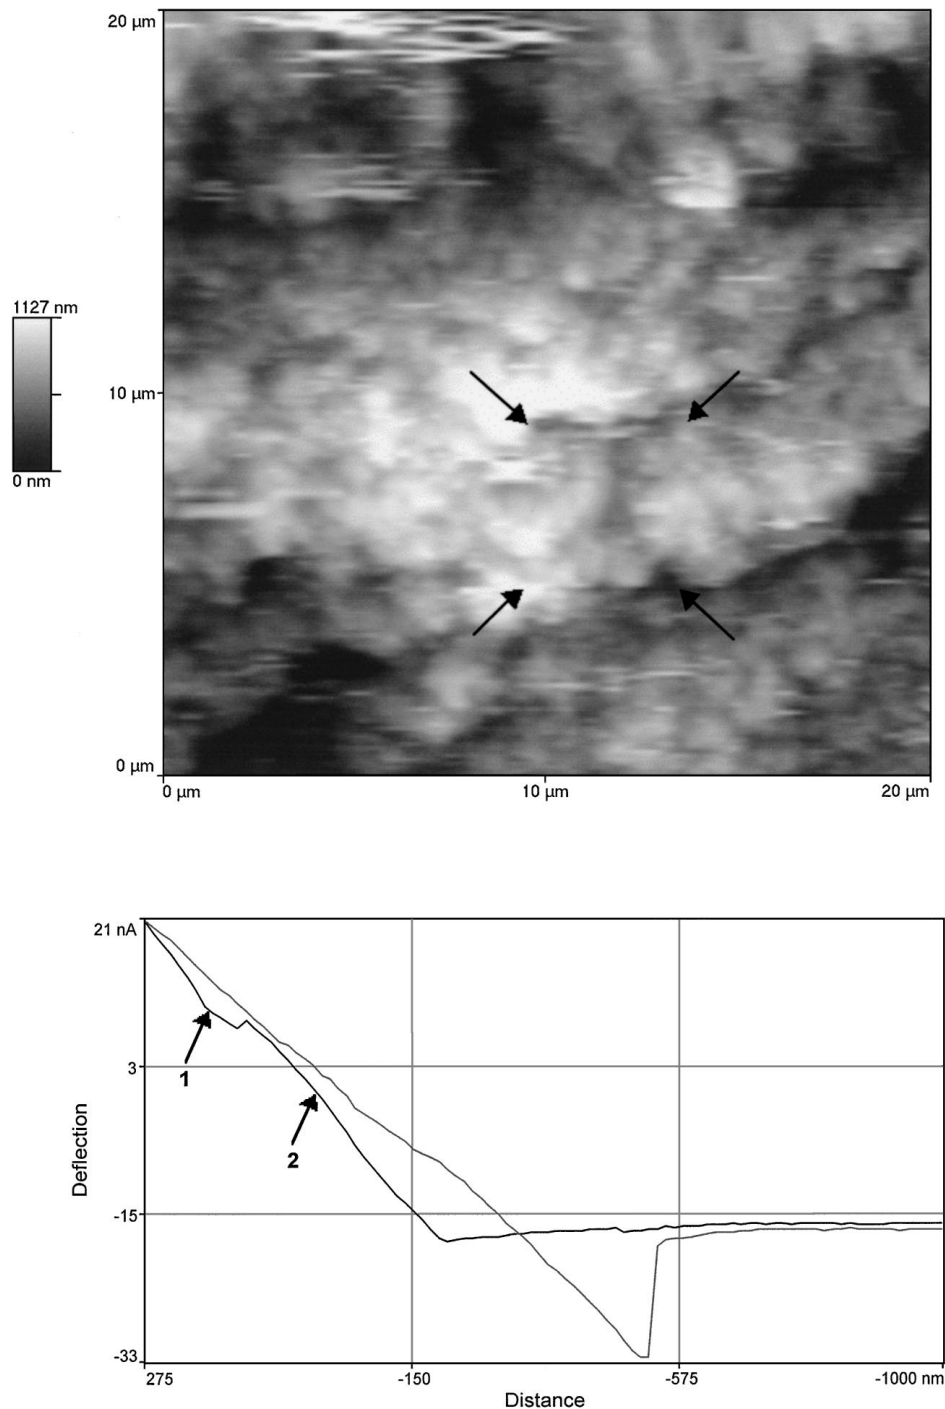 20 µm
1127 nm
10 µm
0 nm
0 µm
0 µm
10 µm
20 µm
21 nA
1
3
2
Deflection
-15
-33
275
-150
-575
-1000 nm
Distance